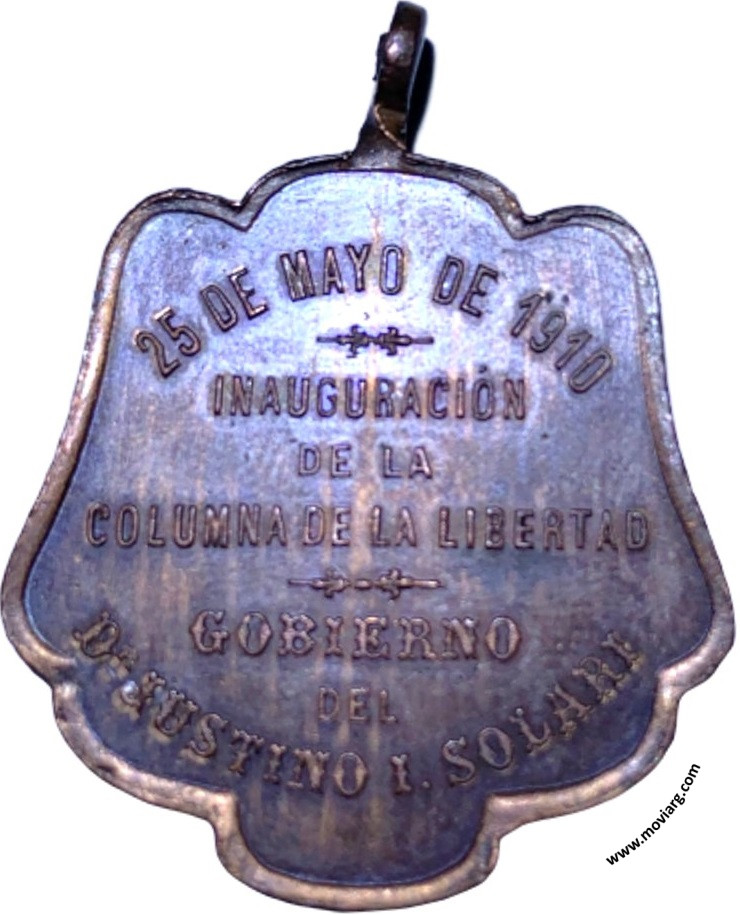 25 DE MAYO DE 1910
INAUGURACIÓN
DE LA
COLUMNA DE LA LIBERTAD
GOBIERNO
DEL
Dr. JUSTINO I SOLARI
www.moviarg.com